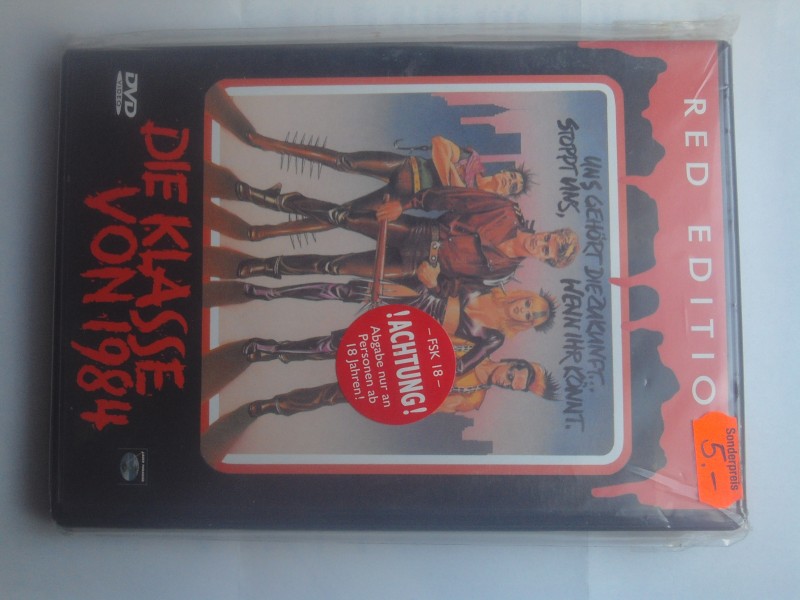 RED EDITIO
Sonderpreis
5.-
UNS GEHÖRT DIE ZUKUNFT...
STOPPT UNS,
WENN IHR KÖNNT.
– FSK 18 –
!ACHTUNG!
Abgabe nur an
Personen ab
18 Jahren!
DVD
VIDEO
DIE KLASSE
VON 1984